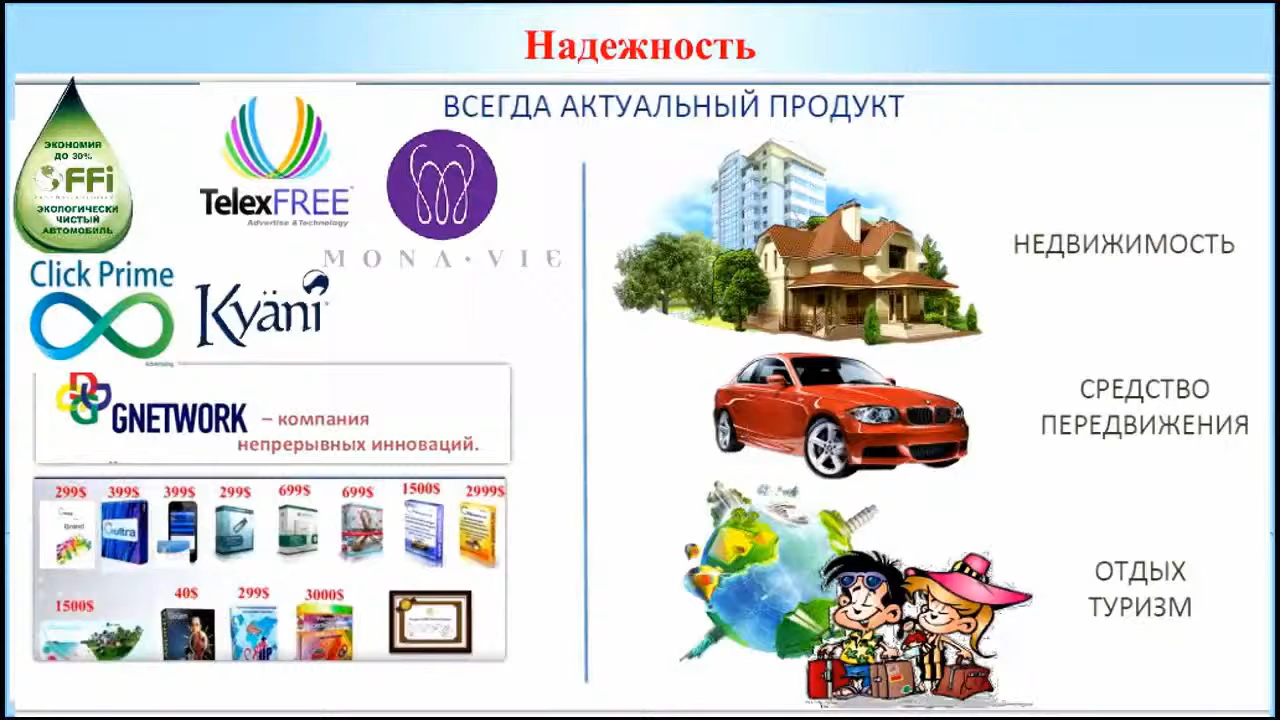 Надежность
ВСЕГДА АКТУАЛЬНЫЙ ПРОДУКТ
ЭКОНОМИЯ
ДО 30%
FFi
ЭКОЛОГИЧЕСКИ
ЧИСТЫЙ
АВТОМОБИЛЬ
TelexFREE
Advertise & Technology
MONA·VIE
Click Prime
Advertising
Kyäni
GNETWORK – компания
непрерывных инноваций.
299$ 399$ 399$ 299$ 699$ 699$ 1500$ 2999$
ultra
1500$ 40$ 299$ 3000$
НЕДВИЖИМОСТЬ
СРЕДСТВО
ПЕРЕДВИЖЕНИЯ
ОТДЫХ
ТУРИЗМ